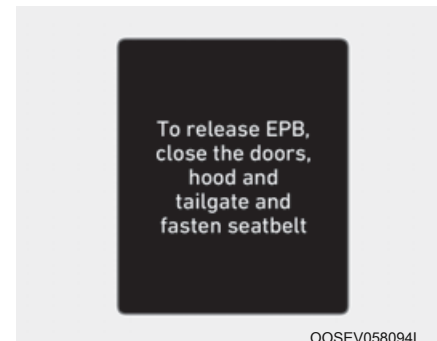 To release EPB,
close the doors,
hood and
tailgate and
fasten seatbelt
OOSEV058094L